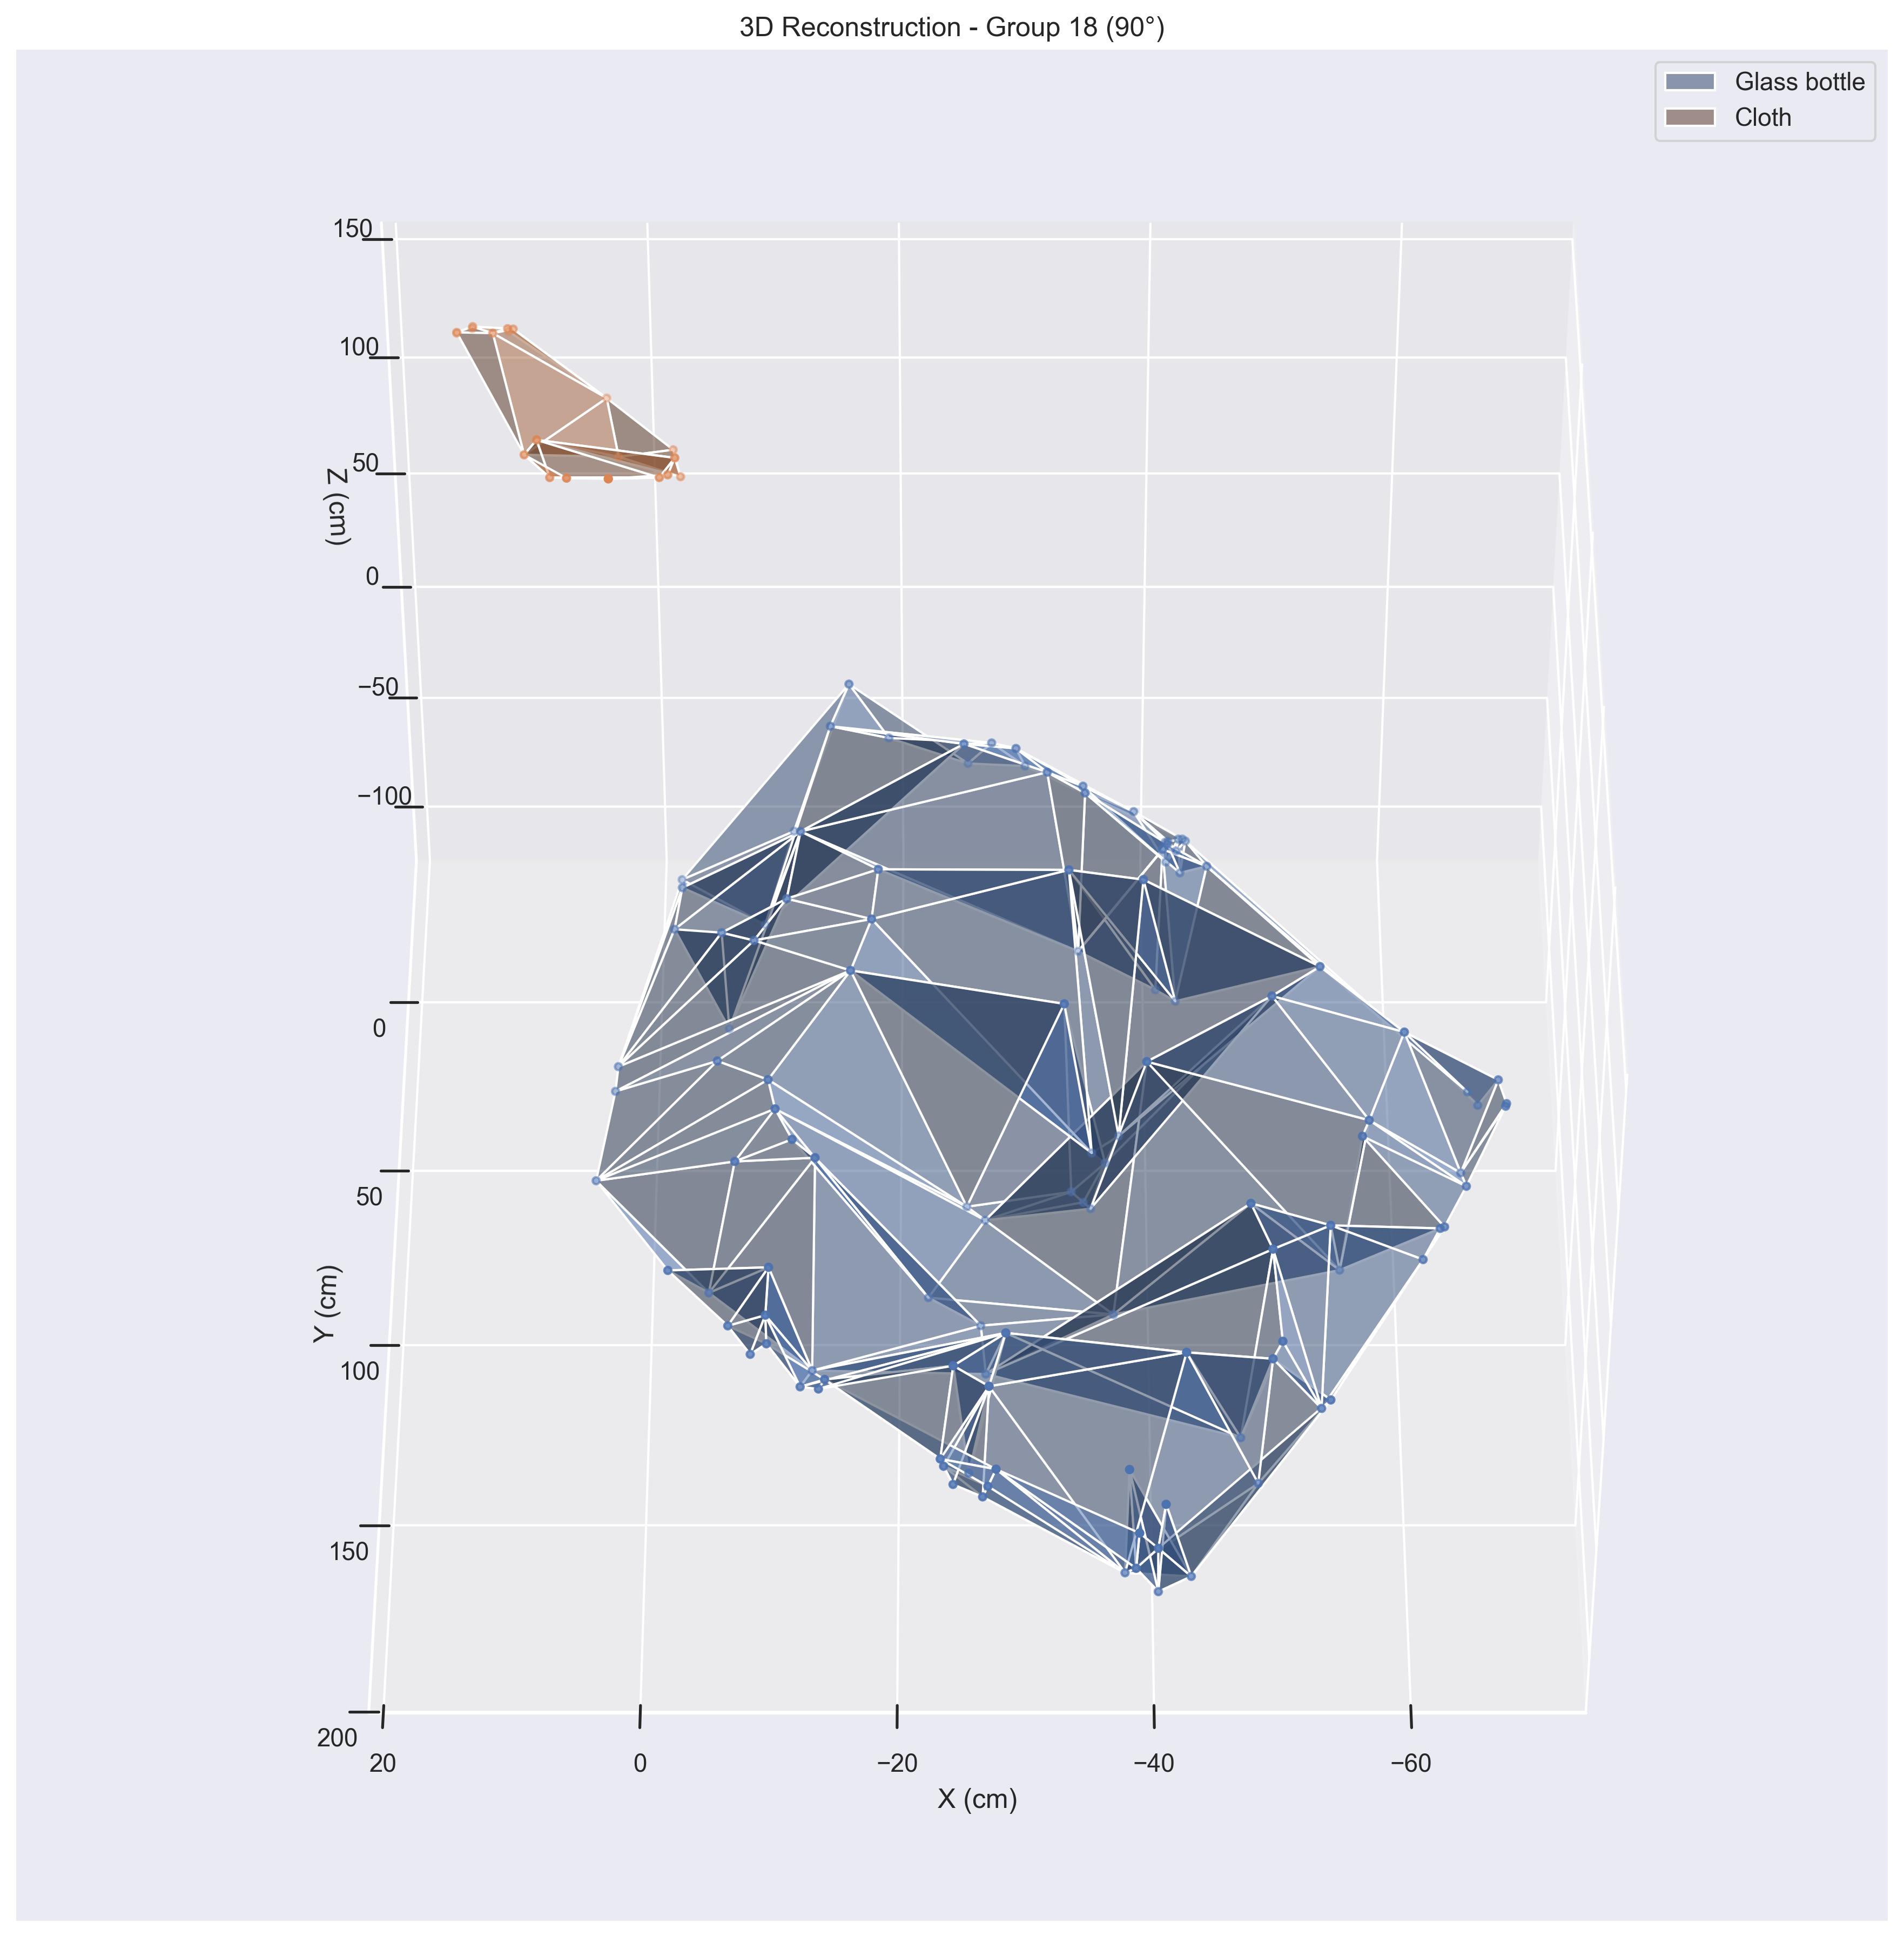 3D Reconstruction - Group 18 (90°)
Glass bottle
Cloth
150
100
50
Z (cm)
0
−50
−100
0
50
Y (cm)
100
150
200
20
0
−20
−40
−60
X (cm)